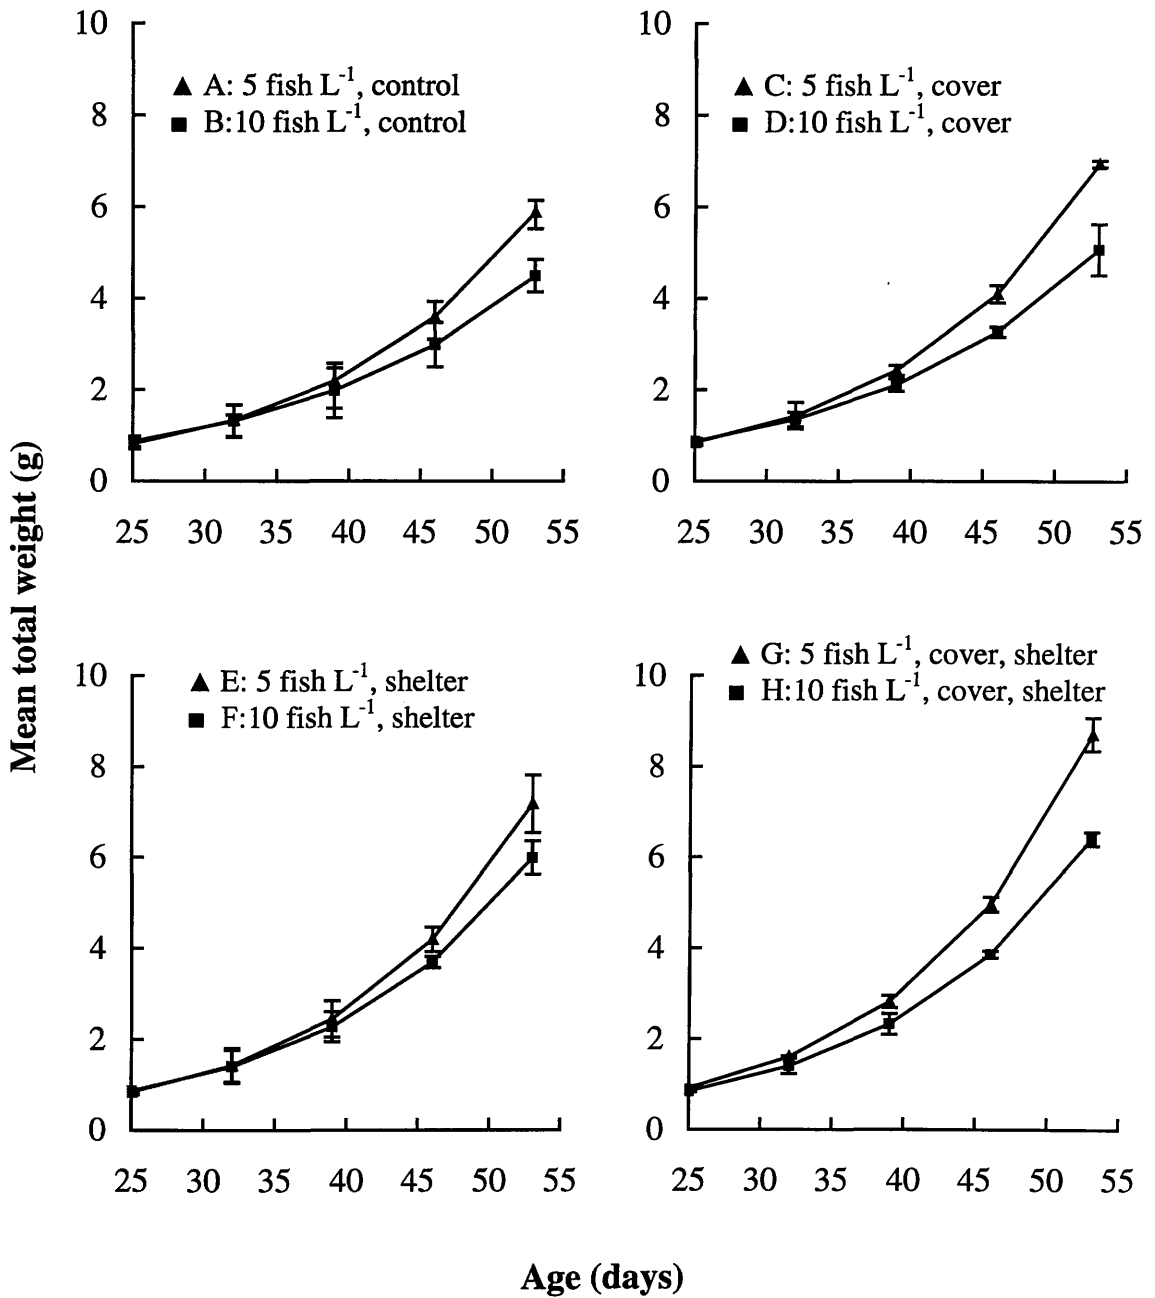 10
8
6
4
2
0
▲ A: 5 fish L⁻¹, control
■ B:10 fish L⁻¹, control
25 30 35 40 45 50 55
10
8
6
4
2
0
▲ C: 5 fish L⁻¹, cover
■ D:10 fish L⁻¹, cover
25 30 35 40 45 50 55
Mean total weight (g)
10
8
6
4
2
0
▲ E: 5 fish L⁻¹, shelter
■ F:10 fish L⁻¹, shelter
25 30 35 40 45 50 55
10
8
6
4
2
0
▲ G: 5 fish L⁻¹, cover, shelter
■ H:10 fish L⁻¹, cover, shelter
25 30 35 40 45 50 55
Age (days)